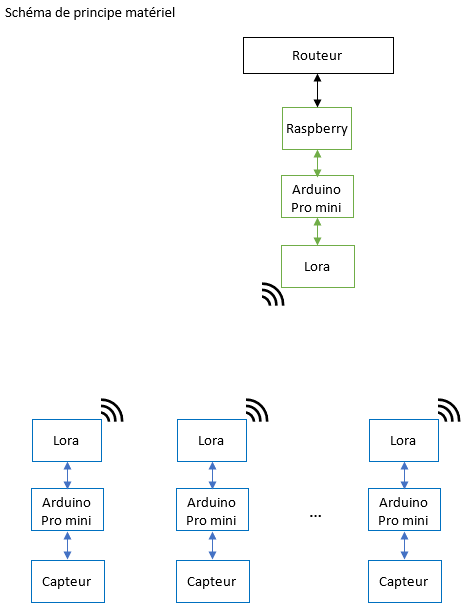 Schéma de principe matériel
Routeur
Raspberry
Arduino
Pro mini
Lora
Lora
Lora
Lora
Arduino
Pro mini
Arduino
Pro mini
...
Arduino
Pro mini
Capteur
Capteur
Capteur